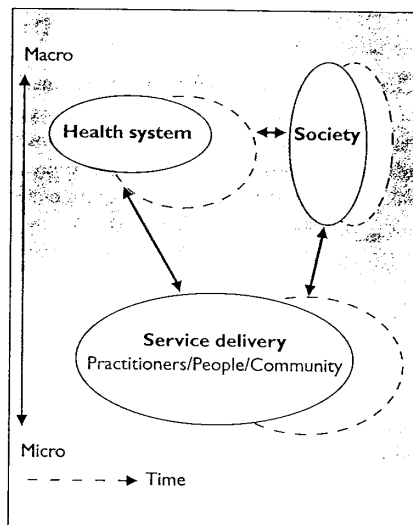 Macro
Health system
Society
Service delivery
Practitioners/People/Community
Micro
Time